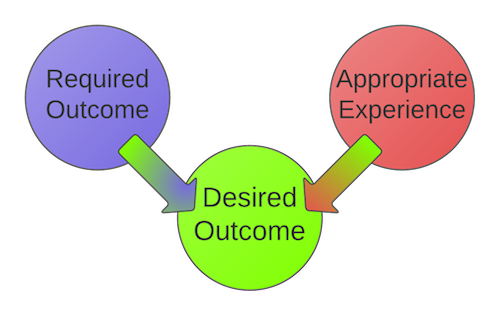 Required
Outcome
Appropriate
Experience
Desired
Outcome